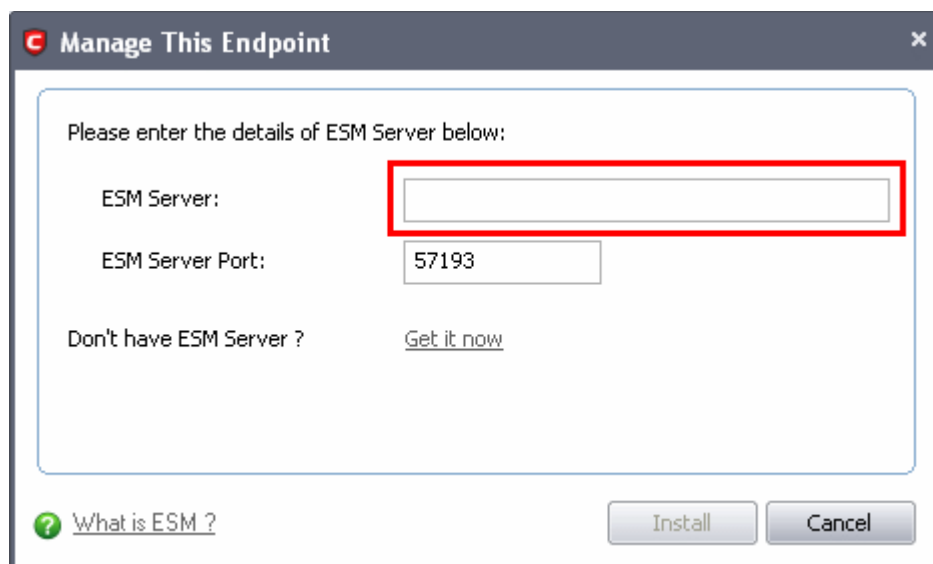 Manage This Endpoint
Please enter the details of ESM Server below:
ESM Server:
ESM Server Port: 57193
Don't have ESM Server ? Get it now
What is ESM ?
Install Cancel